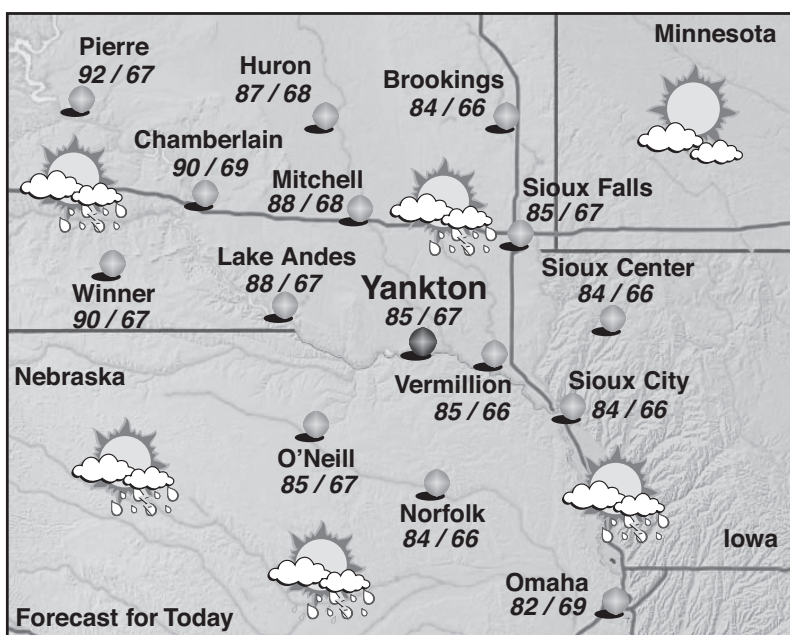 Pierre
92 / 67
Huron
87 / 68
Brookings
84 / 66
Minnesota
Chamberlain
90 / 69
Mitchell
88 / 68
Sioux Falls
85 / 67
Winner
90 / 67
Lake Andes
88 / 67
Yankton
85 / 67
Sioux Center
84 / 66
Nebraska
Vermillion
85 / 66
Sioux City
84 / 66
O'Neill
85 / 67
Norfolk
84 / 66
Iowa
Omaha
82 / 69
Forecast for Today